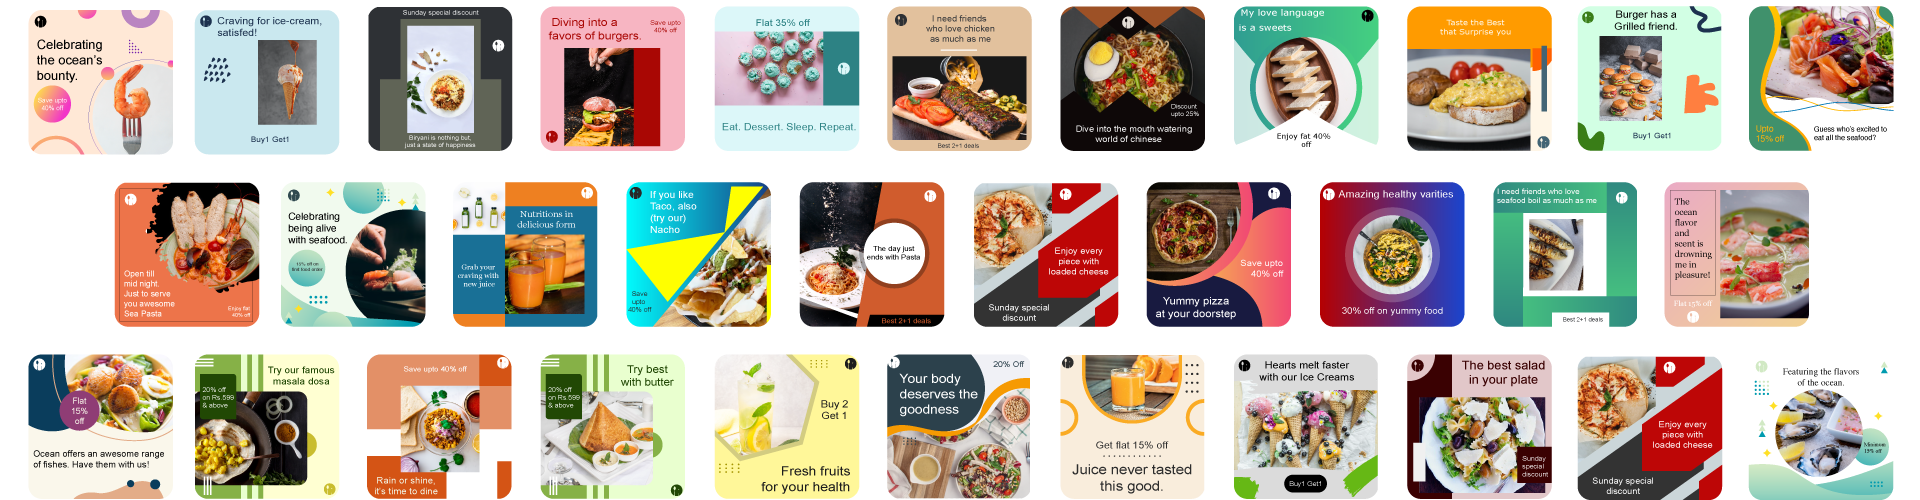 Celebrating
the ocean's
bounty.
Save upto
40% off
Craving for ice-cream,
satisfied!
Buy1 Get1
Sunday special discount
Biryani is nothing but,
just a state of happiness
Diving into a
favors of burgers.
Save upto
40% off
Flat 35% off
Eat. Dessert. Sleep. Repeat.
I need friends
who love chicken
as much as me
Best 2+1 deals
Discount
upto 25%
Dive into the mouth watering
world of chinese
My love language
is a sweets
Enjoy fat 40%
off
Taste the Best
that Surprise you
Burger has a
Grilled friend.
Buy1 Get1
Upto
15% off
Guess who's excited to
eat all the seafood?
Open till
mid night.
Just to serve
you awesome
Sea Pasta
Enjoy fat
40% off
Celebrating
being alive
with seafood.
15% off on
first food order
Nutritions in
delicious form
Grab your
craving with
new juice
If you like
Taco, also
(try our)
Nacho
Save
upto
40% off
The day just
ends with Pasta
Best 2+1 deals
Enjoy every
piece with
loaded cheese
Sunday special
discount
Save upto
40% off
Yummy pizza
at your doorstep
Amazing healthy varities
30% off on yummy food
I need friends who love
seafood boil as much as me
Best 2+1 deals
The
ocean
flavor
and
scent is
drowning
me in
pleasure!
Flat 15% off
Flat
15%
off
Ocean offers an awesome range
of fishes. Have them with us!
Try our famous
masala dosa
20% off
on Rs.599
& above
Save upto 40% off
Rain or shine,
it's time to dine
Try best
with butter
20% off
on Rs.599
& above
Buy 2
Get 1
Fresh fruits
for your health
20% Off
Your body
deserves the
goodness
Get flat 15% off
Juice never tasted
this good.
Hearts melt faster
with our Ice Creams
Buy1 Get1
The best salad
in your plate
Sunday
special
discount
Enjoy every
piece with
loaded cheese
Sunday special
discount
Featuring the flavors
of the ocean.
Minimum
15% off